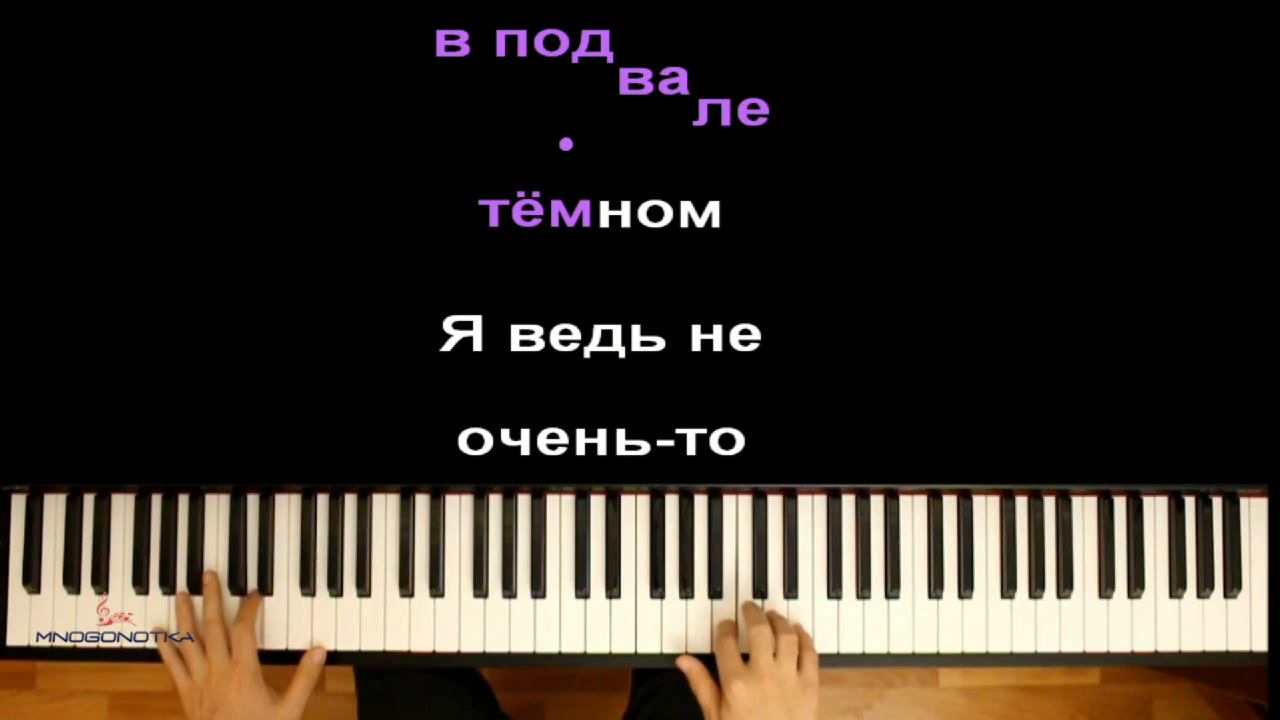 в под
ва
ле
тёмном
Я ведь не
очень-то
MNOGONOTKA